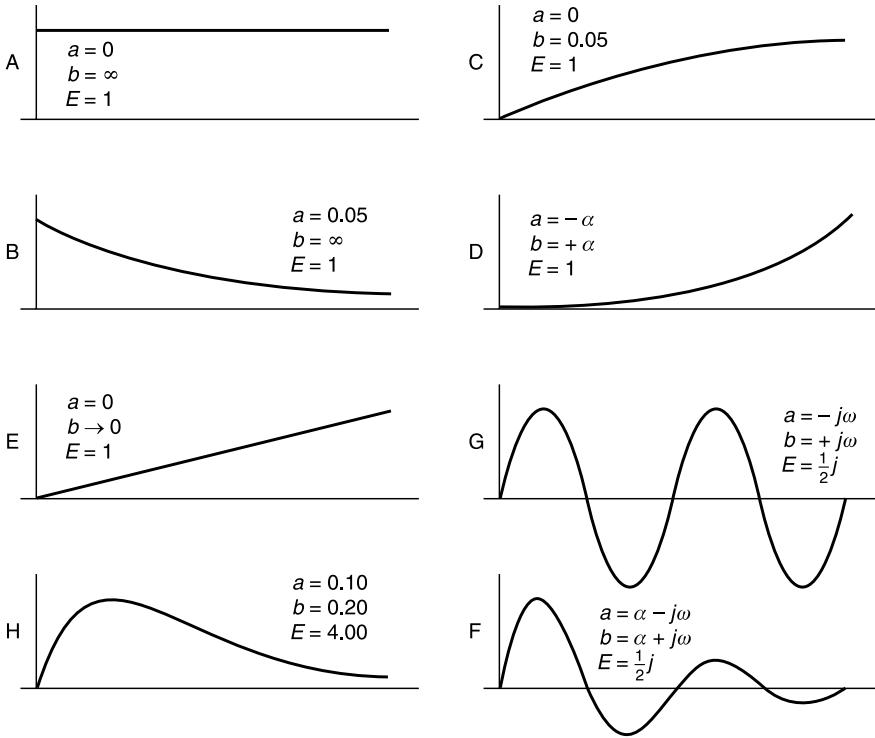 A
a = 0
b = ∞
E = 1
C
a = 0
b = 0.05
E = 1
B
a = 0.05
b = ∞
E = 1
D
a = − α
b = + α
E = 1
E
a = 0
b → 0
E = 1
G
a = − jω
b = + jω
E = ½j
H
a = 0.10
b = 0.20
E = 4.00
F
a = α − jω
b = α + jω
E = ½j